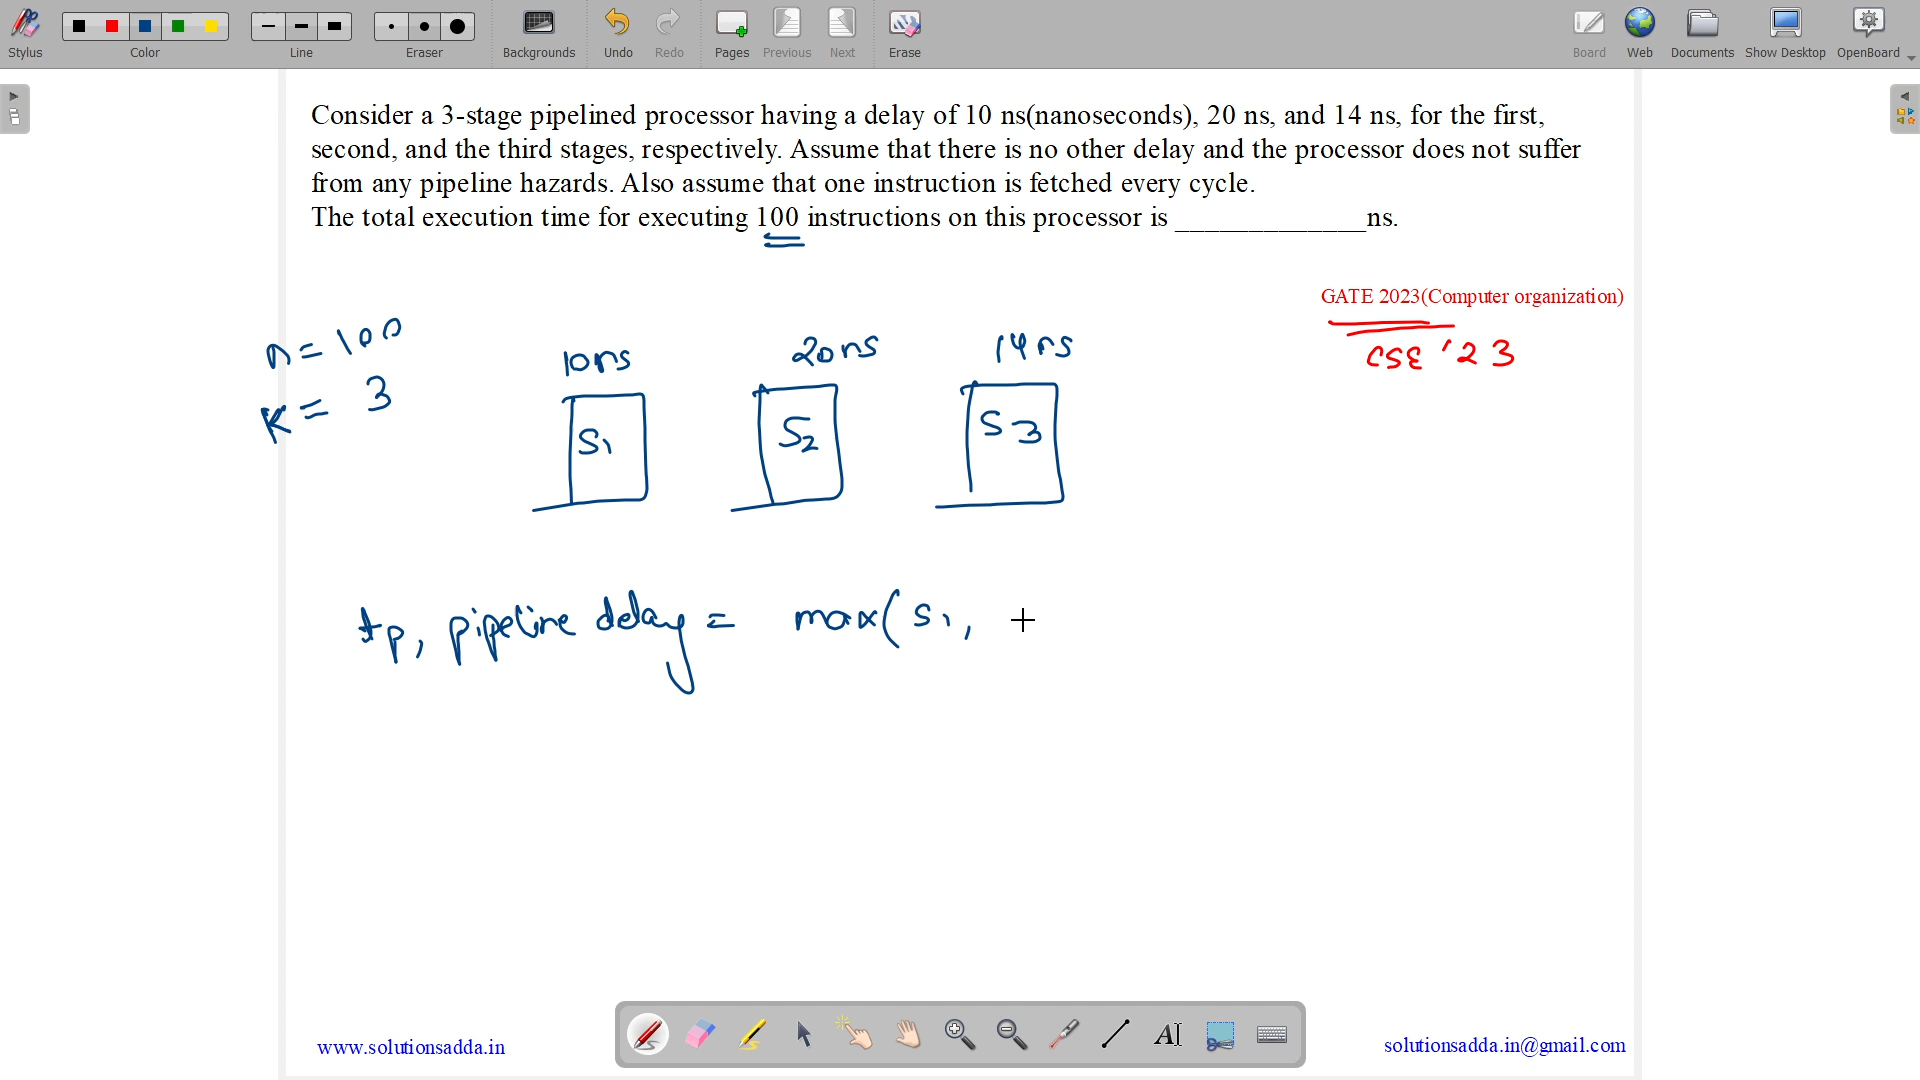 Stylus Color Line Eraser Backgrounds Undo Redo Pages Previous Next Erase Board Web Documents Show Desktop OpenBoard
Consider a 3-stage pipelined processor having a delay of 10 ns(nanoseconds), 20 ns, and 14 ns, for the first,
second, and the third stages, respectively. Assume that there is no other delay and the processor does not suffer
from any pipeline hazards. Also assume that one instruction is fetched every cycle.
The total execution time for executing 100 instructions on this processor is _____________ns.
GATE 2023(Computer organization)
CSE '23
n = 100
K = 3
10ns 20ns 14ns
S1 S2 S3
tp, pipeline delay = max( S1,
www.solutionsadda.in
solutionsadda.in@gmail.com